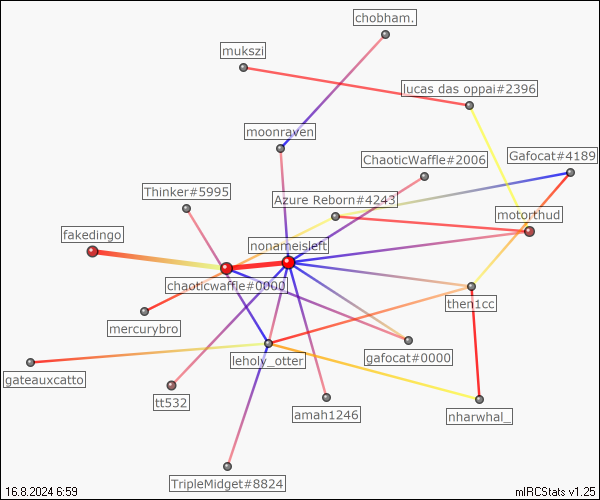 chobham.
mukszi
lucas das oppai#2396
moonraven
ChaoticWaffle#2006
Gafocat#4189
Thinker#5995
Azure Reborn#4243
motorthud
fakedingo
nonameisleft
chaoticwaffle#0000
then1cc
mercurybro
leholy_otter
gafocat#0000
gateauxcatto
tt532
amah1246
nharwhal_
TripleMidget#8824
16.8.2024 6:59
mIRCStats v1.25